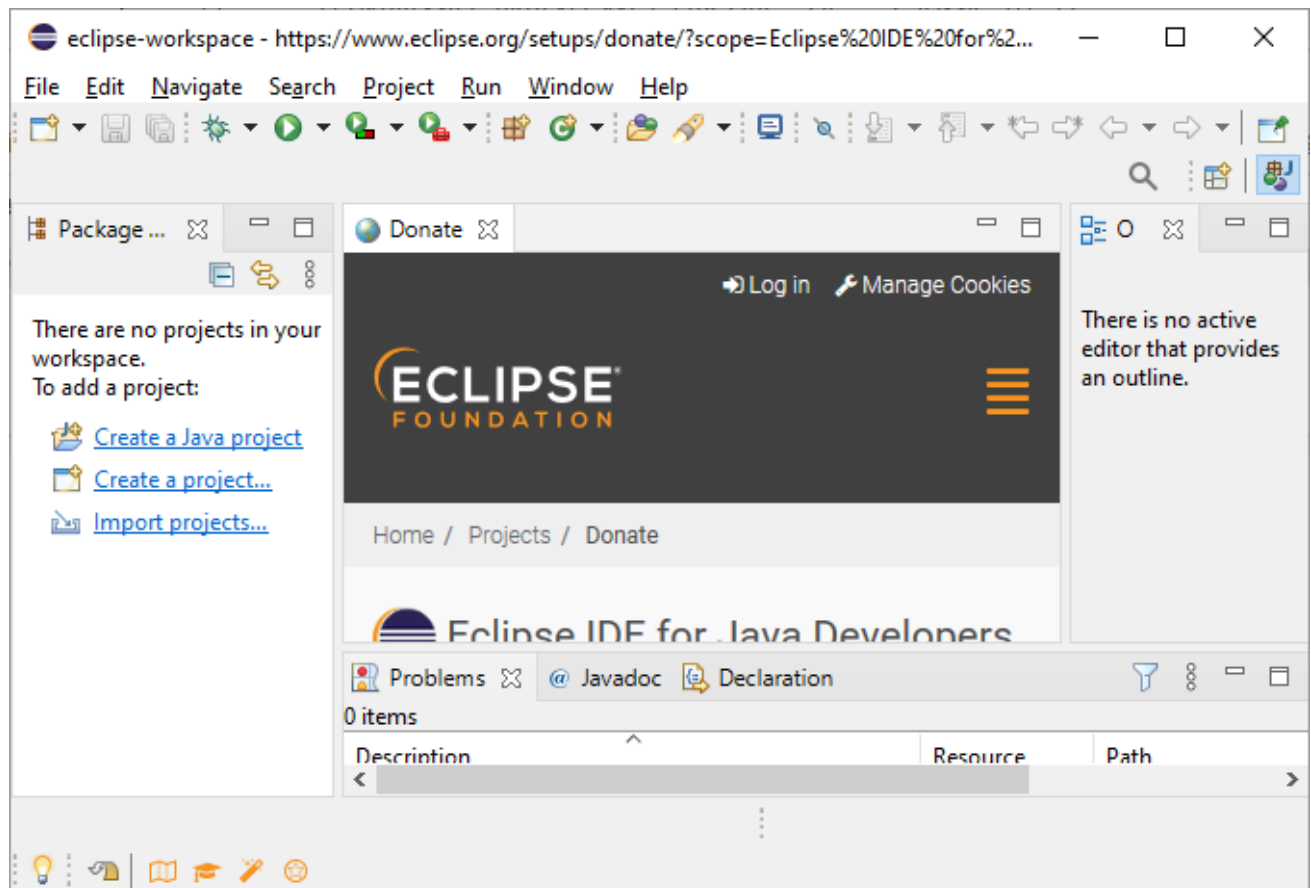 eclipse-workspace - https://www.eclipse.org/setups/donate/?scope=Eclipse%20IDE%20for%2...
File Edit Navigate Search Project Run Window Help
Package ...
There are no projects in your
workspace.
To add a project:
Create a Java project
Create a project...
Import projects...
Donate
Log in Manage Cookies
ECLIPSE
FOUNDATION
Home / Projects / Donate
Eclipse IDE for Java Developers
O
There is no active
editor that provides
an outline.
Problems @ Javadoc Declaration
0 items
Description Resource Path